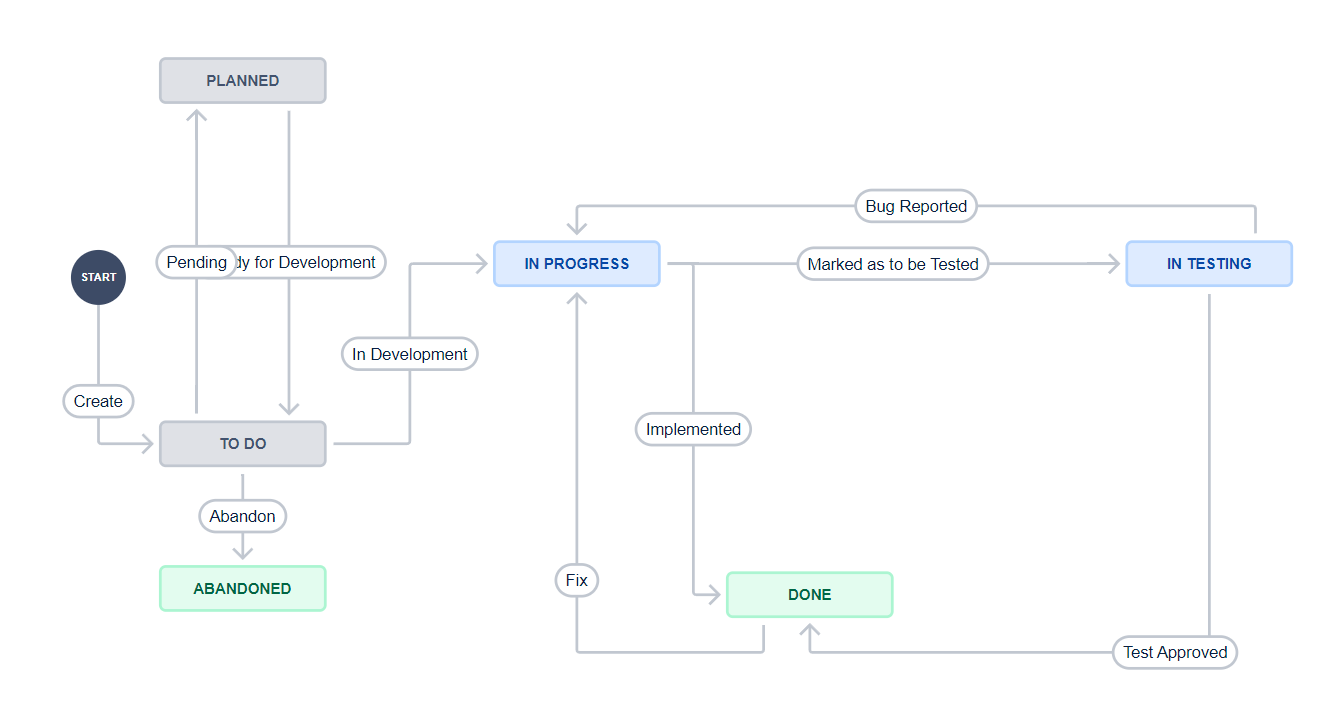 PLANNED
Bug Reported
START
Pending
for Development
IN PROGRESS
Marked as to be Tested
IN TESTING
In Development
Create
Implemented
TO DO
Abandon
Fix
ABANDONED
DONE
Test Approved